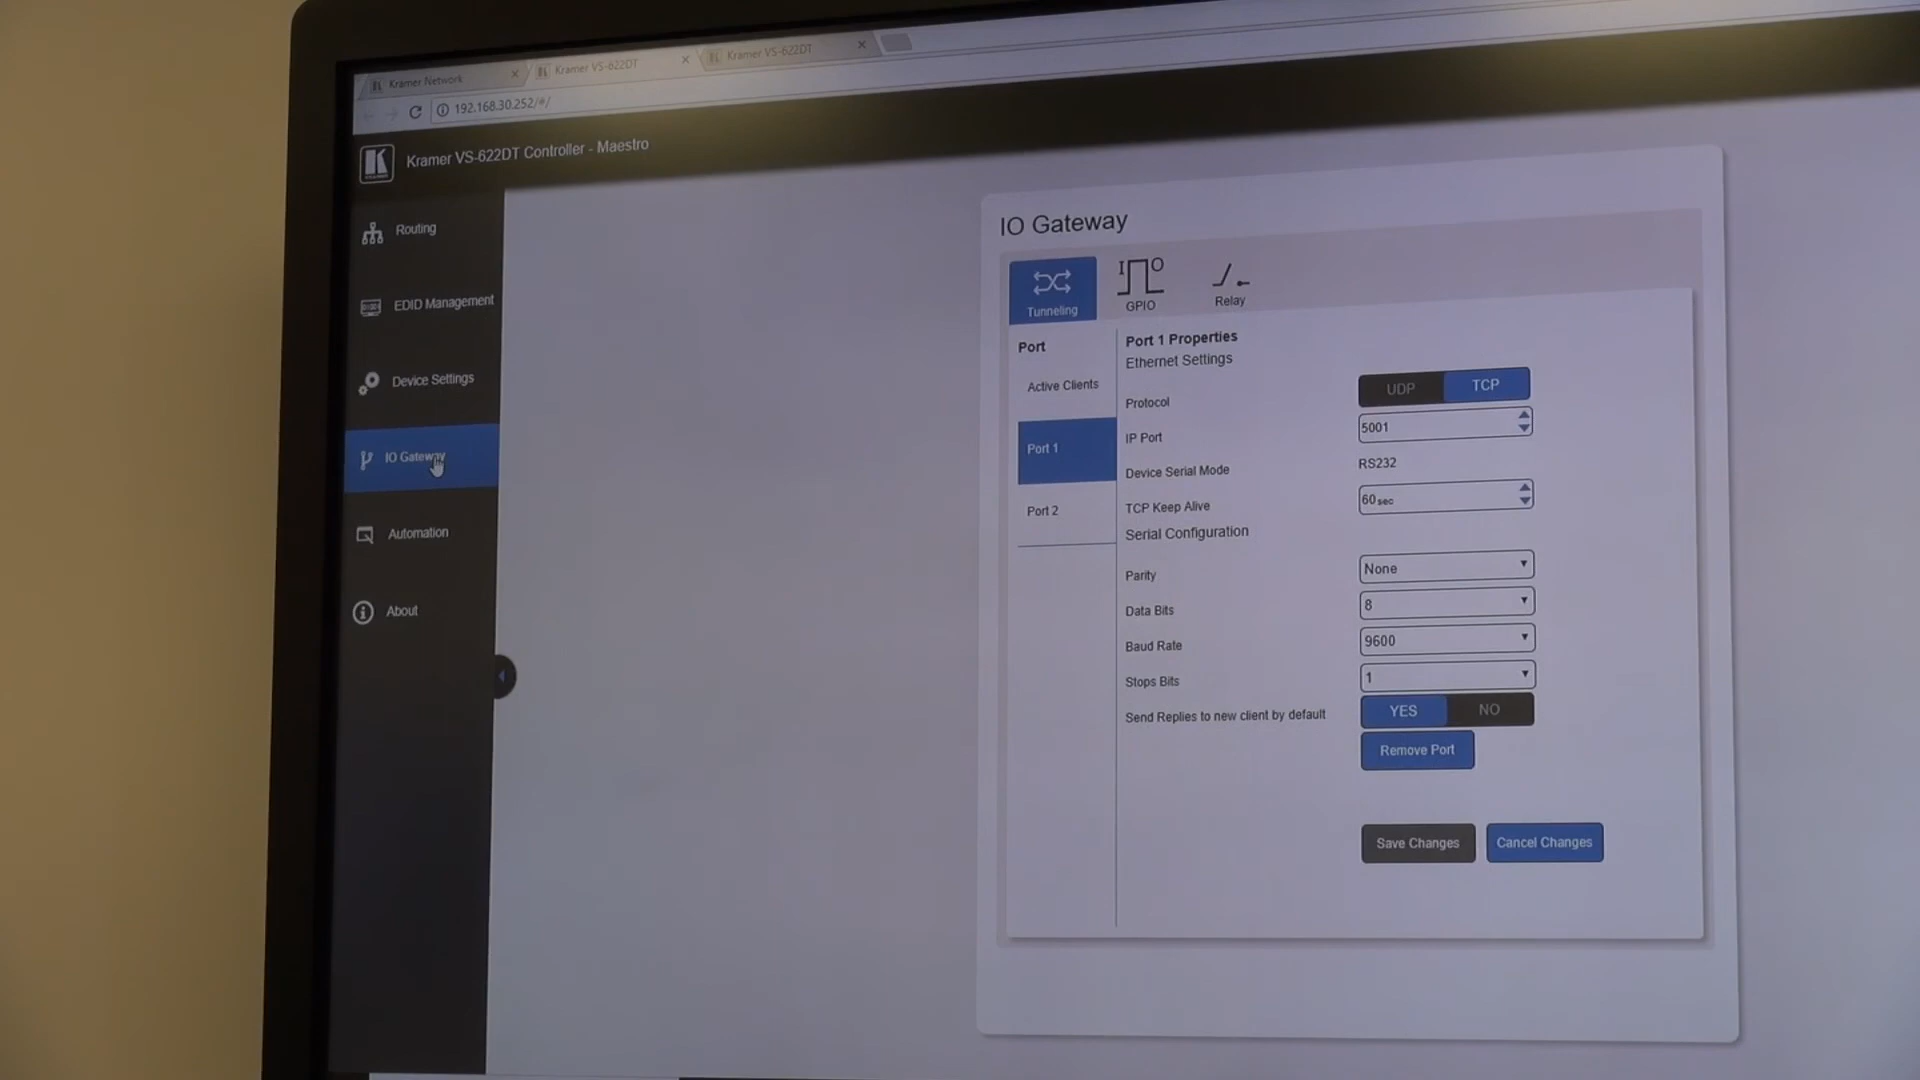 Kramer Network
Kramer VS-622DT
Kramer VS-622DT
192.168.30.252/#/
KRAMER
Kramer VS-622DT Controller - Maestro
Routing
EDID Management
Device Settings
IO Gateway
Automation
About
IO Gateway
Tunneling
I O
GPIO
Relay
Port
Active Clients
Port 1
Port 2
Port 1 Properties
Ethernet Settings
Protocol UDP TCP
IP Port 5001
Device Serial Mode RS232
TCP Keep Alive 60 sec
Serial Configuration
Parity None
Data Bits 8
Baud Rate 9600
Stops Bits 1
Send Replies to new client by default YES NO
Remove Port
Save Changes Cancel Changes